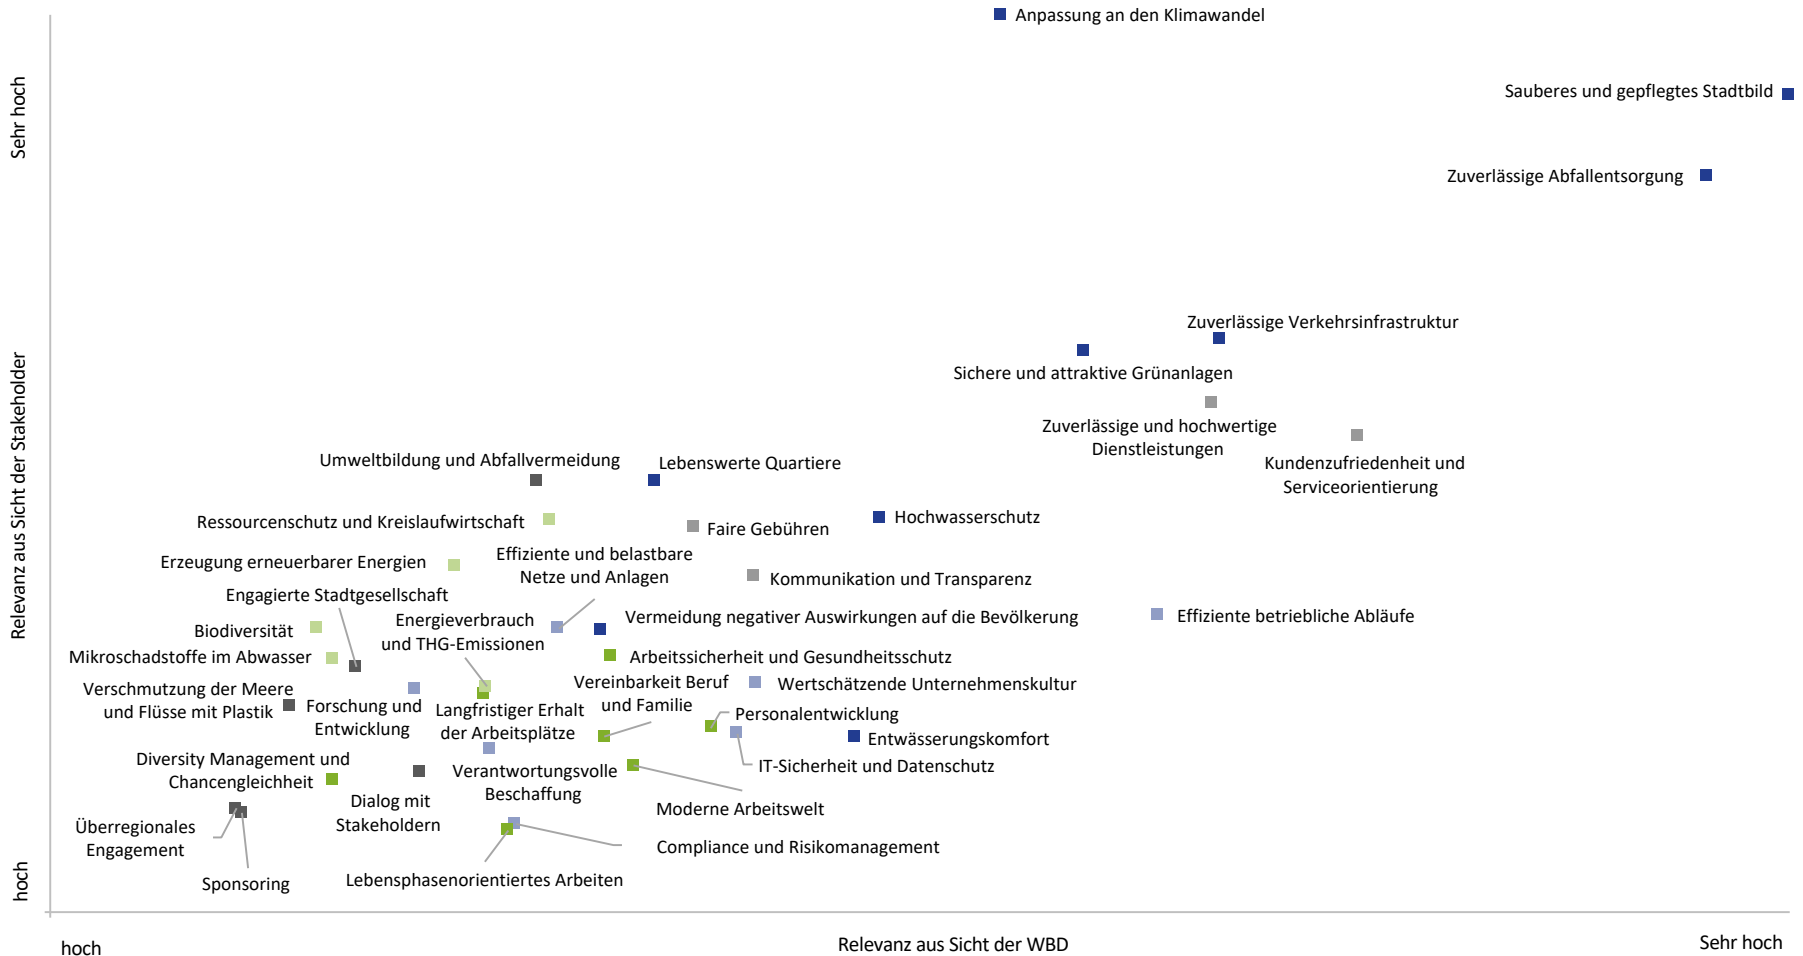 Anpassung an den Klimawandel
Sehr hoch
Sauberes und gepflegtes Stadtbild
Zuverlässige Abfallentsorgung
Zuverlässige Verkehrsinfrastruktur
Sichere und attraktive Grünanlagen
Zuverlässige und hochwertige
Dienstleistungen
Kundenzufriedenheit und
Serviceorientierung
Relevanz aus Sicht der Stakeholder
Umweltbildung und Abfallvermeidung
Lebenswerte Quartiere
Ressourcenschutz und Kreislaufwirtschaft
Faire Gebühren
Hochwasserschutz
Erzeugung erneuerbarer Energien
Effiziente und belastbare
Netze und Anlagen
Kommunikation und Transparenz
Engagierte Stadtgesellschaft
Energieverbrauch
und THG-Emissionen
Vermeidung negativer Auswirkungen auf die Bevölkerung
Effiziente betriebliche Abläufe
Biodiversität
Mikroschadstoffe im Abwasser
Arbeitssicherheit und Gesundheitsschutz
Verschmutzung der Meere
und Flüsse mit Plastik
Forschung und
Entwicklung
Langfristiger Erhalt
der Arbeitsplätze
Vereinbarkeit Beruf
und Familie
Wertschätzende Unternehmenskultur
Personalentwicklung
Entwässerungskomfort
IT-Sicherheit und Datenschutz
Diversity Management und
Chancengleichheit
Verantwortungsvolle
Beschaffung
Dialog mit
Stakeholdern
Moderne Arbeitswelt
Überregionales
Engagement
Compliance und Risikomanagement
Sponsoring
Lebensphasenorientiertes Arbeiten
hoch
hoch
Relevanz aus Sicht der WBD
Sehr hoch